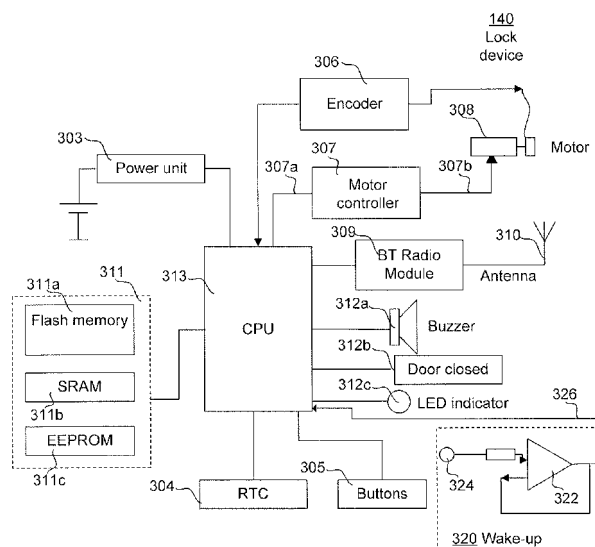 140
Lock
device
306
Encoder
308
Motor
303
Power unit
307a
307
Motor
controller
307b
309
BT Radio
Module
310
Antenna
313
CPU
311
311a
Flash memory
SRAM
311b
EEPROM
311c
312a
Buzzer
312b
Door closed
312c
LED indicator
326
304
RTC
305
Buttons
324
322
320 Wake-up